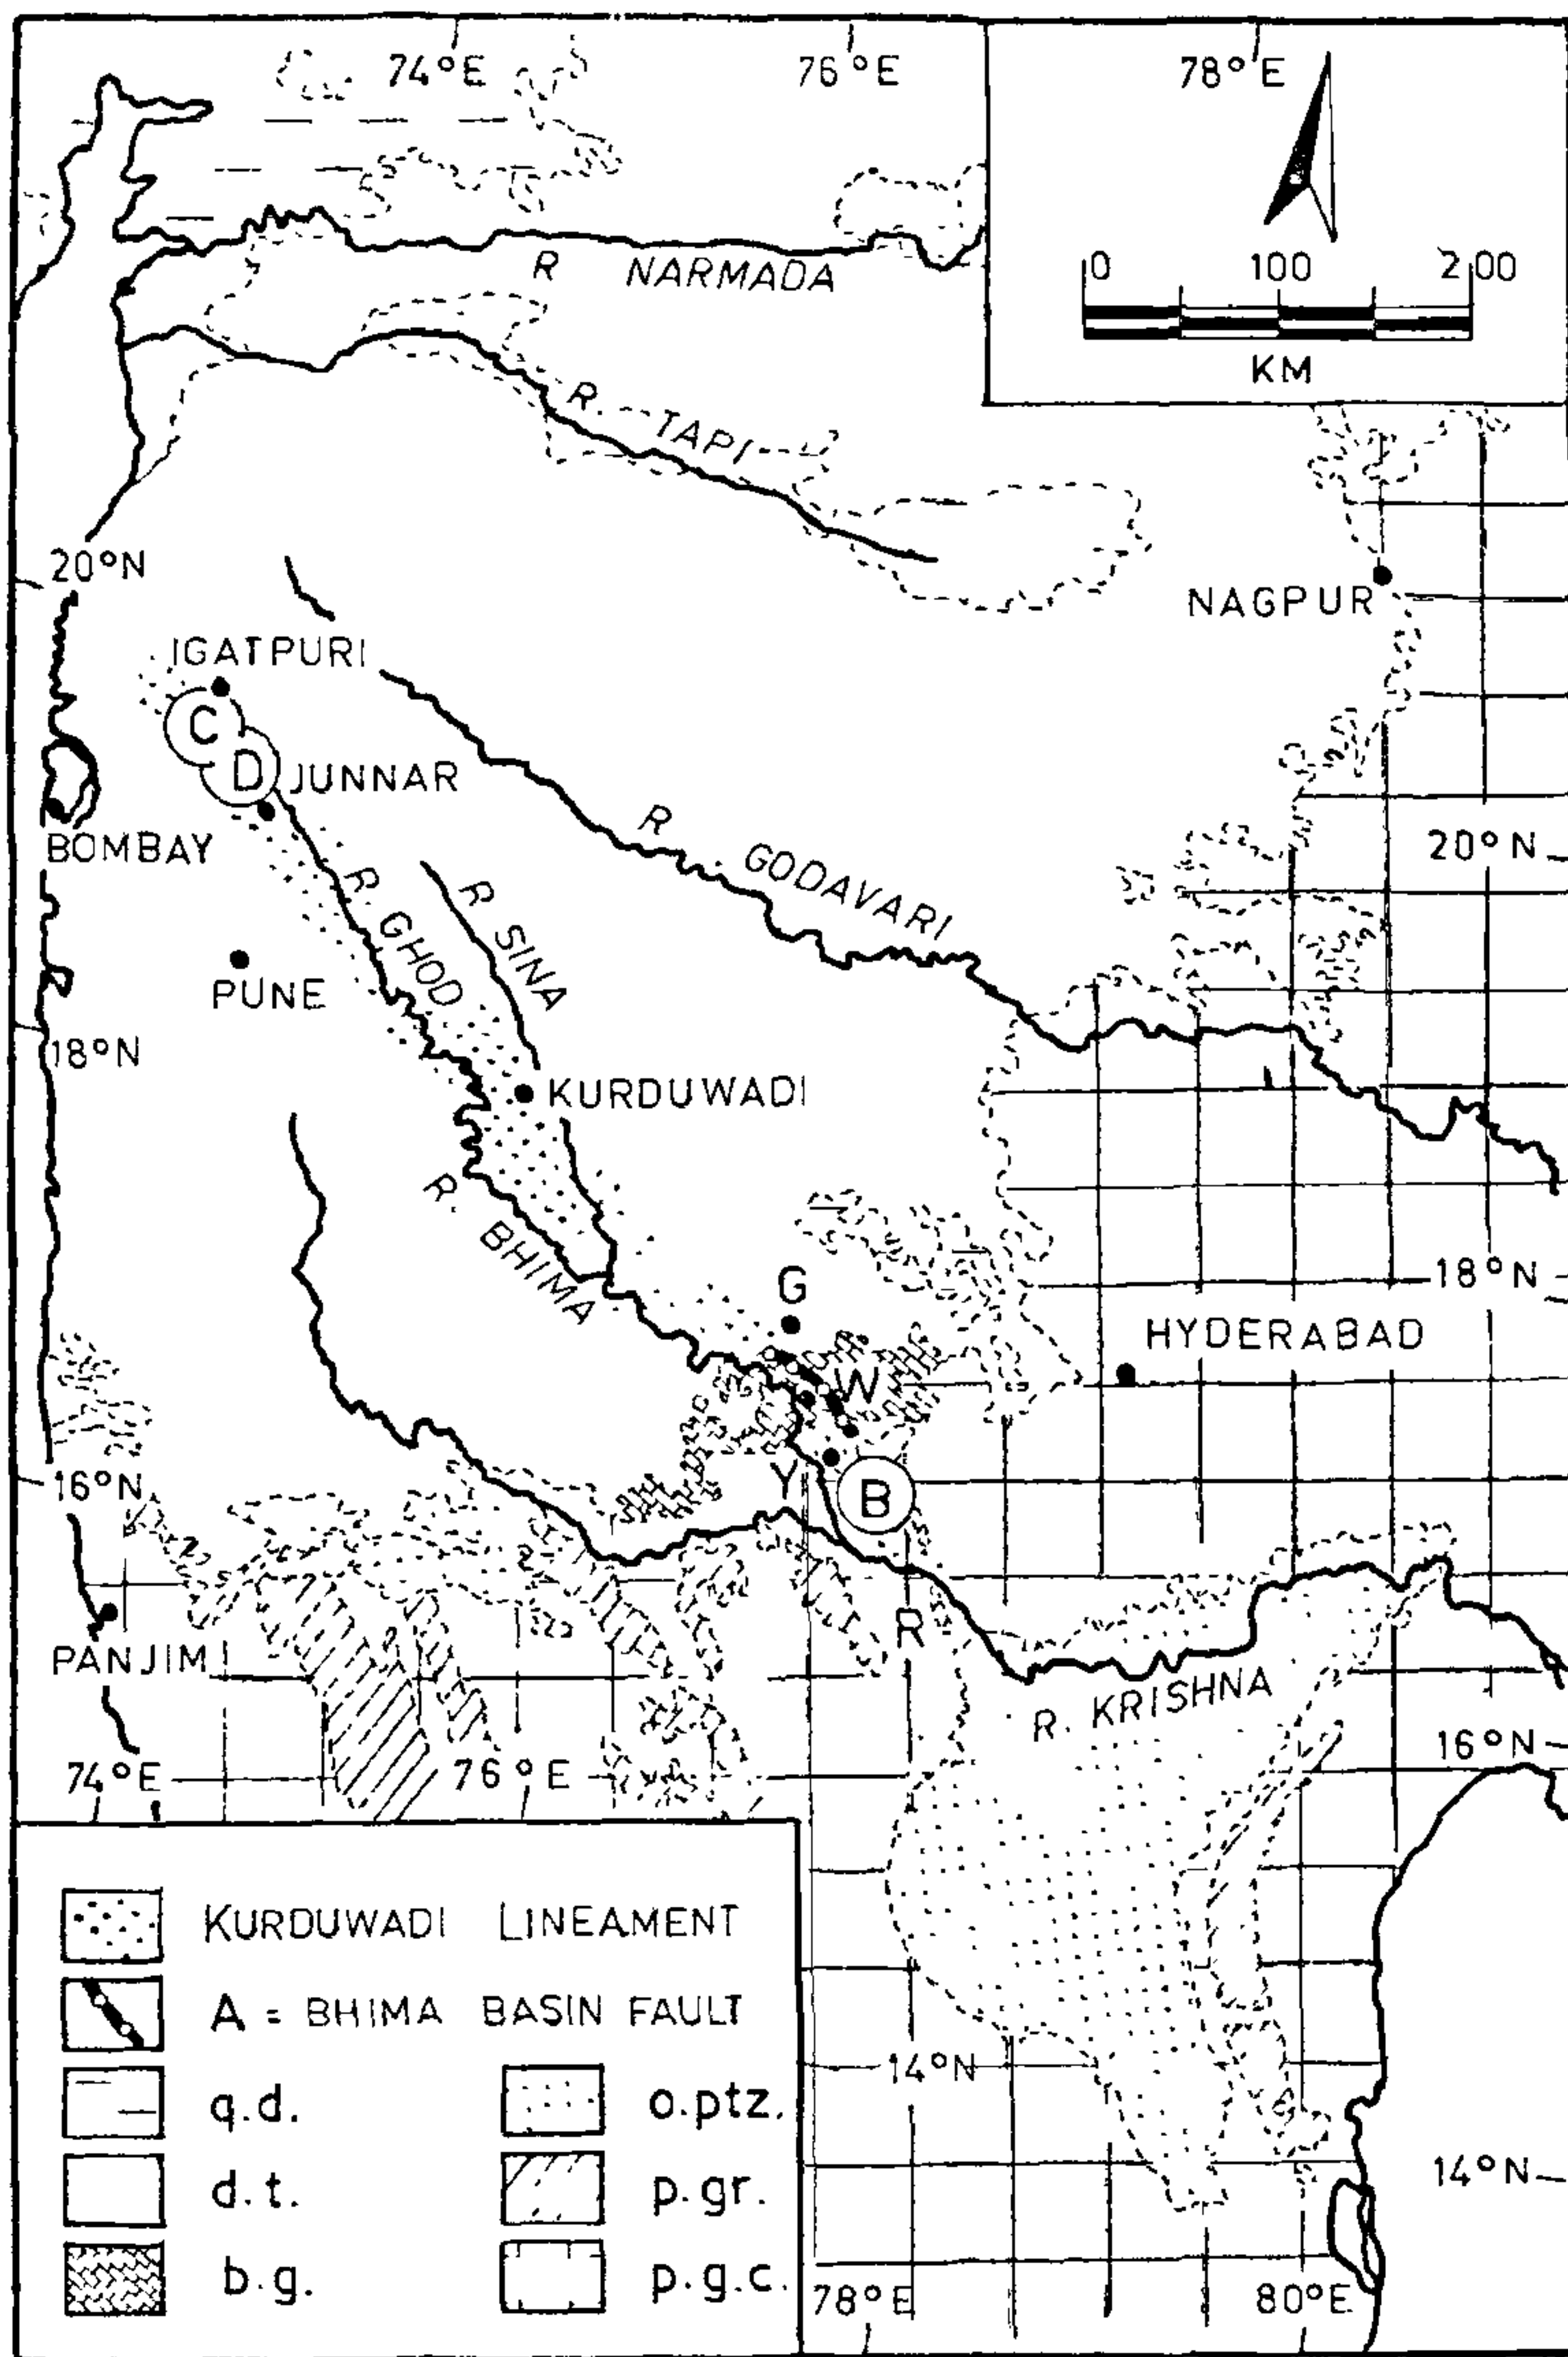 74°E
76°E
78°E
0 100 200
KM
R NARMADA
R. TAPI
20°N
NAGPUR
IGATPURI
C
D
JUNNAR
BOMBAY
R GODAVARI
20°N
R. GHOD
R SINA
PUNE
18°N
KURDUWADI
R. BHIMA
G
18°N
HYDERABAD
W
16°N
Y
B
PANJIM
R
R. KRISHNA
16°N
74°E
76°E
KURDUWADI LINEAMENT
A = BHIMA BASIN FAULT
q.d.
o.ptz.
14°N
d.t.
p.gr.
14°N
b.g.
p.g.c.
78°E
80°E